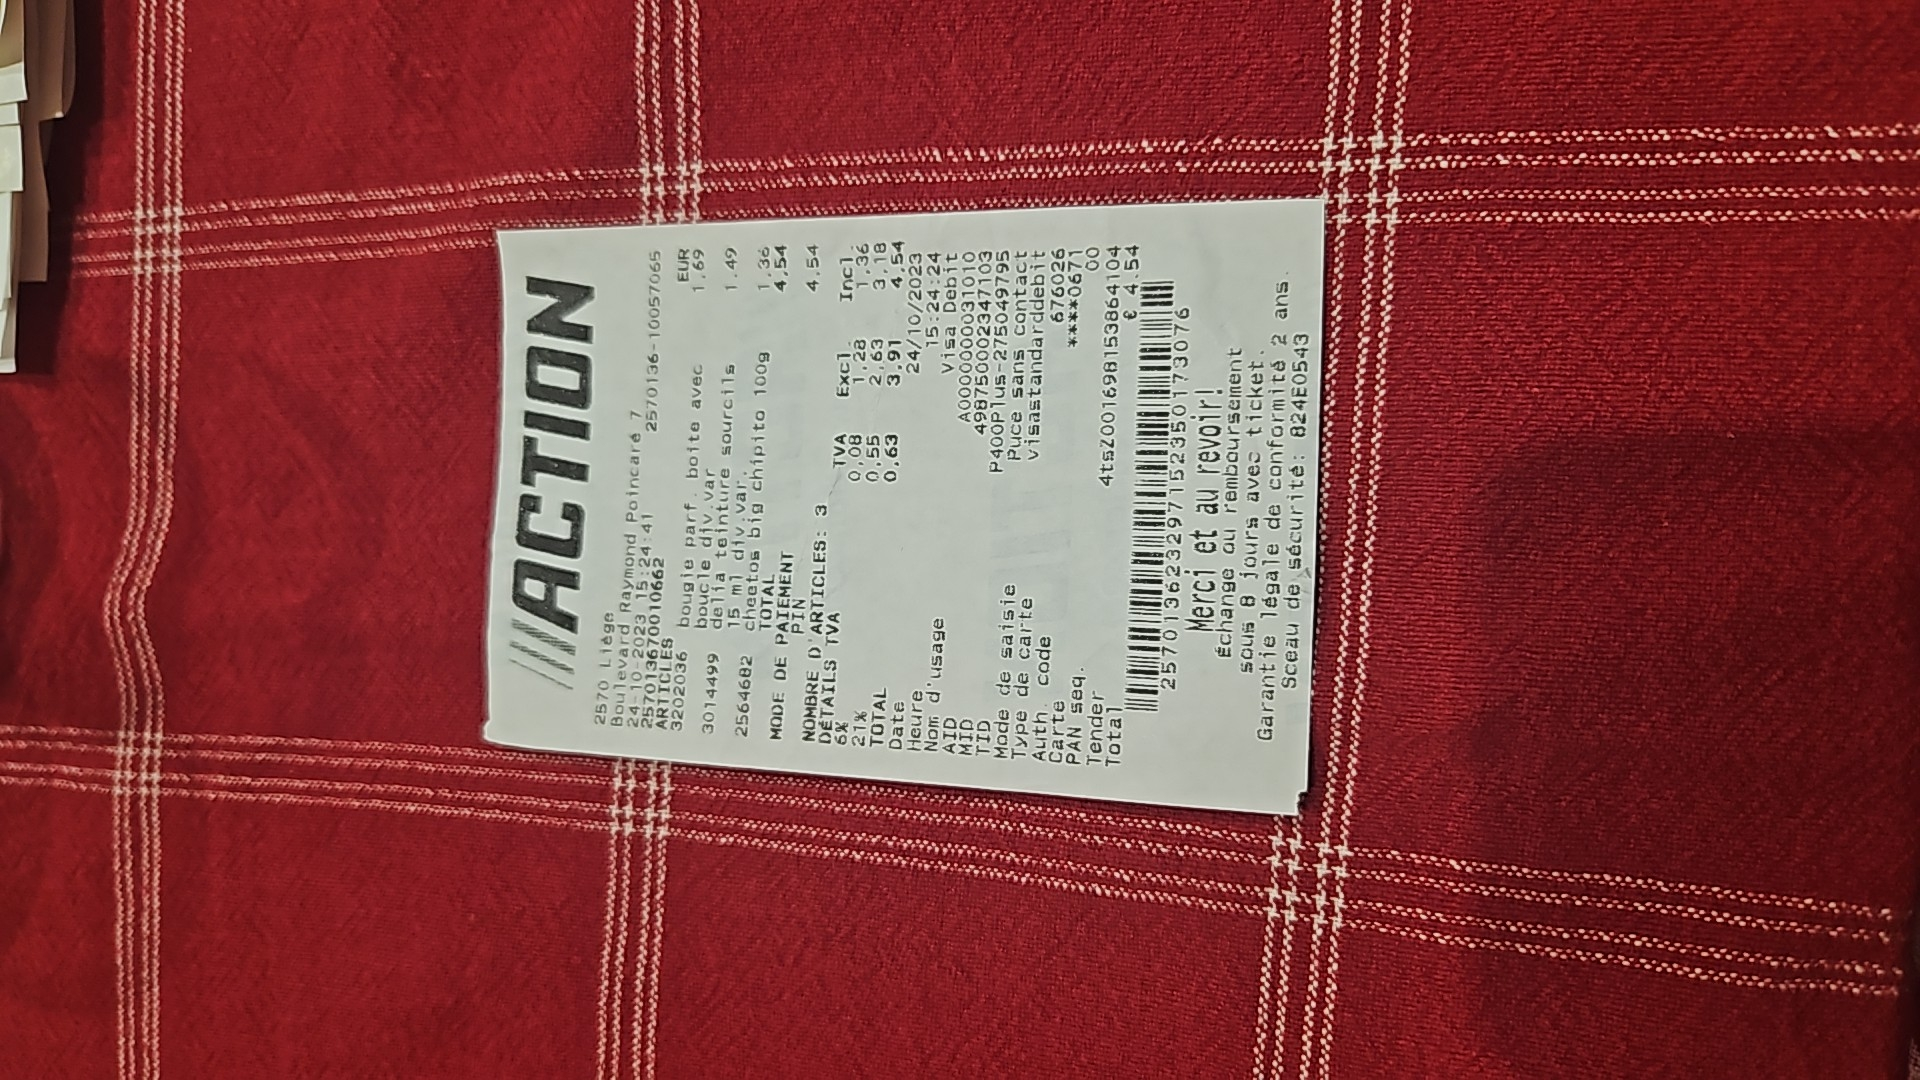 ACTION
2570 Liège
Boulevard Raymond Poincaré 7
24-10-2023 15:24:41 2570136-10057065
2570136700010662
ARTICLES EUR
3202036 bougie parf. boite avec 1.69
boucle div.var
3014499 delia teinture sourcils 1.49
15 ml div.var.
2564682 cheetos big chipito 100g 1.36
TOTAL 4.54
MODE DE PAIEMENT
PIN 4.54
NOMBRE D'ARTICLES: 3
DÉTAILS TVA TVA Excl. Incl.
6% 0,08 1,28 1,36
21% 0,55 2,63 3,18
TOTAL 0,63 3,91 4,54
Date 24/10/2023
Heure 15:24:24
Nom d'usage Visa Debit
AID A0000000031010
MID 498750002347103
TID P400Plus-275049795
Mode de saisie Puce sans contact
Type de carte visastandarddebit
Auth. code 676026
Carte ****0671
PAN seq. 00
Tender 4tsZ001698153864104
Total € 4.54
2570136232971523501773076
Merci et au revoir!
Échange ou remboursement
sous 8 jours avec ticket.
Garantie légale de conformité 2 ans.
Sceau de sécurité: 824E0543